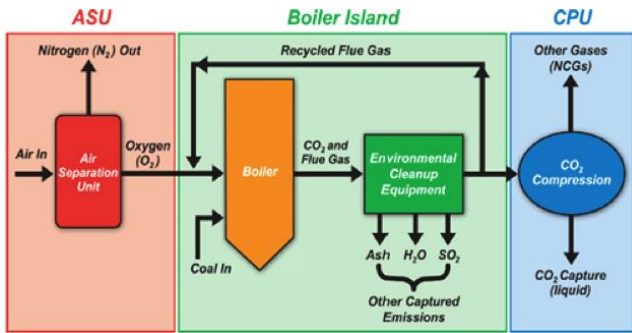 ASU
Boiler Island
CPU
Nitrogen (N₂) Out
Recycled Flue Gas
Other Gases
(NCGs)
Air In
Air
Separation
Unit
Oxygen
(O₂)
Boiler
CO₂ and
Flue Gas
Environmental
Cleanup
Equipment
CO₂
Compression
Coal In
Ash
H₂O
SO₂
Other Captured
Emissions
CO₂ Capture
(liquid)